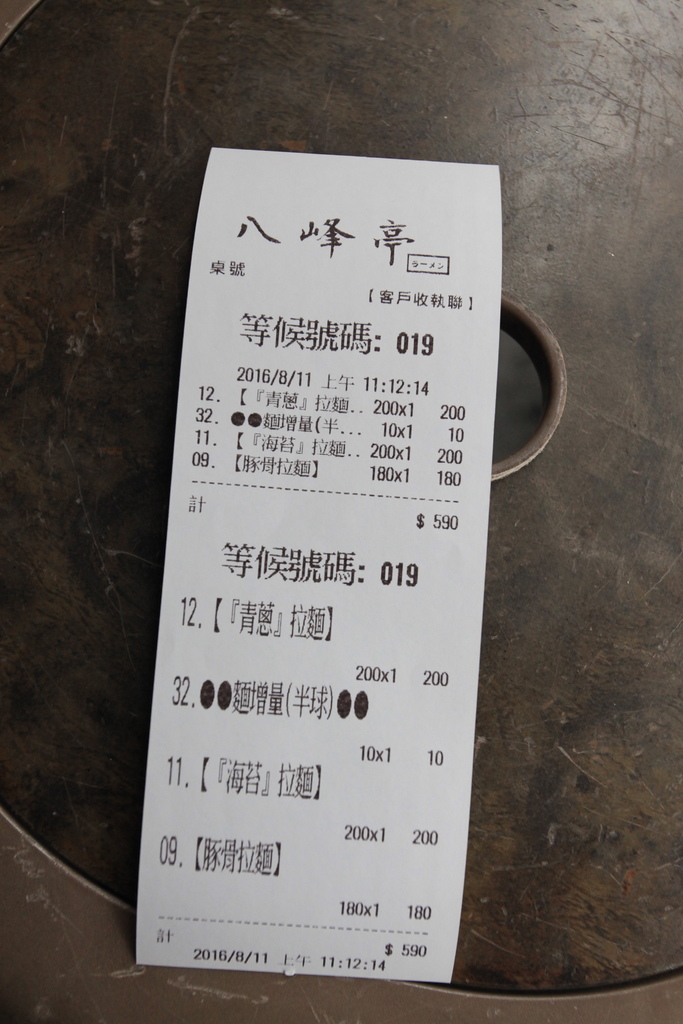 八峰亭
ラーメン
桌號
【客戶收執聯】
等候號碼: 019
2016/8/11 上午 11:12:14
12. 【『青蔥』拉麵.. 200x1 200
32. ●●麵增量(半... 10x1 10
11. 【『海苔』拉麵.. 200x1 200
09. 【豚骨拉麵】 180x1 180
計
$ 590
等候號碼: 019
12.【『青蔥』拉麵】
200x1 200
32.●●麵增量(半球)●●
10x1 10
11.【『海苔』拉麵】
200x1 200
09.【豚骨拉麵】
180x1 180
計 $ 590
2016/8/11 上午 11:12:14